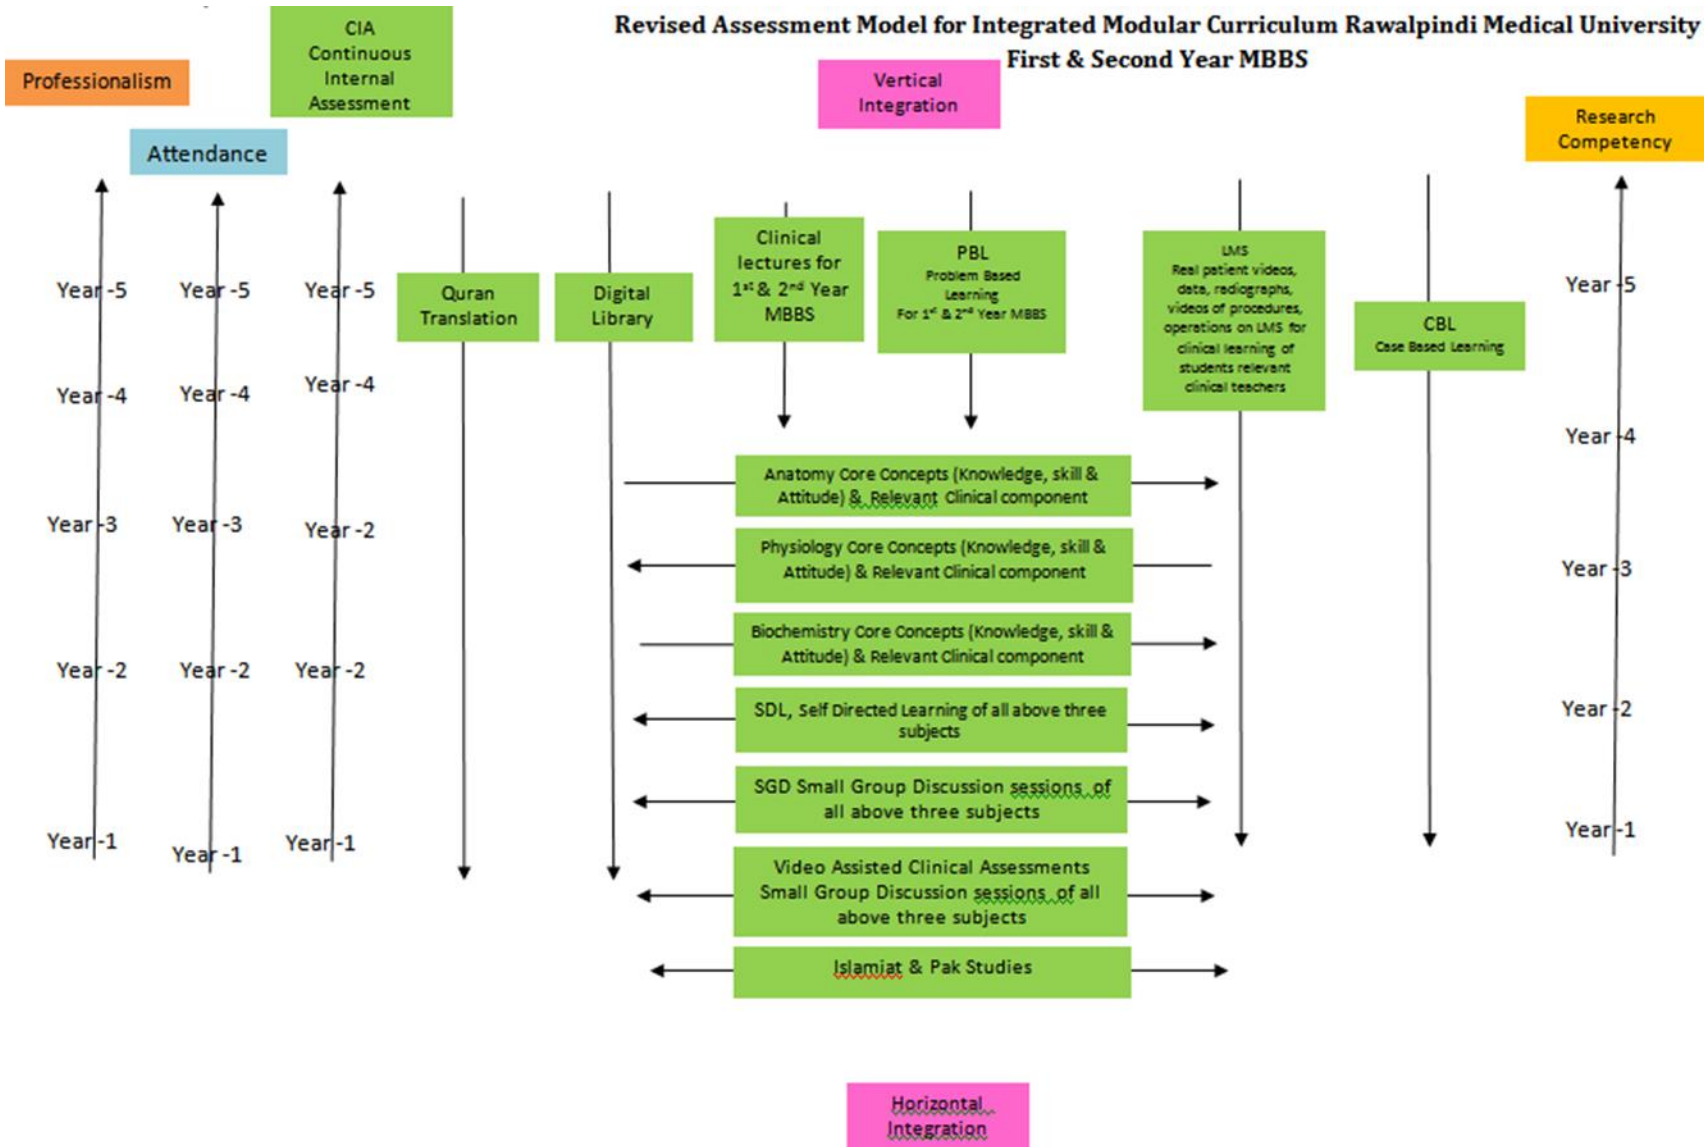 Revised Assessment Model for Integrated Modular Curriculum Rawalpindi Medical University
First & Second Year MBBS
Professionalism
Attendance
CIA
Continuous
Internal
Assessment
Vertical
Integration
Research
Competency
Year -5
Year -4
Year -3
Year -2
Year -1
Year -5
Year -4
Year -3
Year -2
Year -1
Year -5
Year -4
Year -2
Year -2
Year -1
Quran
Translation
Digital
Library
Clinical
lectures for
1st & 2nd Year
MBBS
PBL
Problem Based
Learning
For 1st & 2nd Year MBBS
LMS
Real patient videos,
data, radiographs,
videos of procedures,
operations on LMS for
clinical learning of
students relevant
clinical teachers
CBL
Case Based Learning
Year -5
Year -4
Year -3
Year -2
Year -1
Anatomy Core Concepts (Knowledge, skill &
Attitude) & Relevant Clinical component
Physiology Core Concepts (Knowledge, skill &
Attitude) & Relevant Clinical component
Biochemistry Core Concepts (Knowledge, skill &
Attitude) & Relevant Clinical component
SDL, Self Directed Learning of all above three
subjects
SGD Small Group Discussion sessions of
all above three subjects
Video Assisted Clinical Assessments
Small Group Discussion sessions of all
above three subjects
Islamiat & Pak Studies
Horizontal
Integration